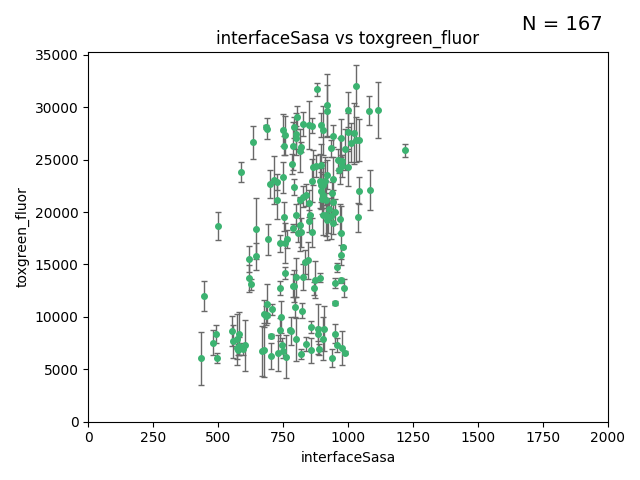 N = 167
interfaceSasa vs toxgreen_fluor
toxgreen_fluor
35000
30000
25000
20000
15000
10000
5000
0
0 250 500 750 1000 1250 1500 1750 2000
interfaceSasa